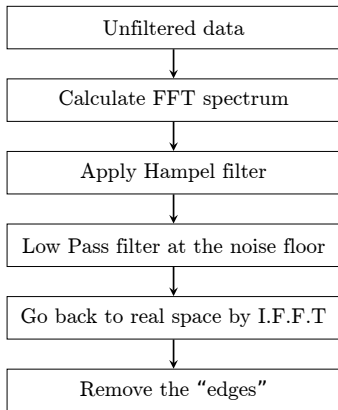 Unfiltered data
Calculate FFT spectrum
Apply Hampel filter
Low Pass filter at the noise floor
Go back to real space by I.F.F.T
Remove the “edges”